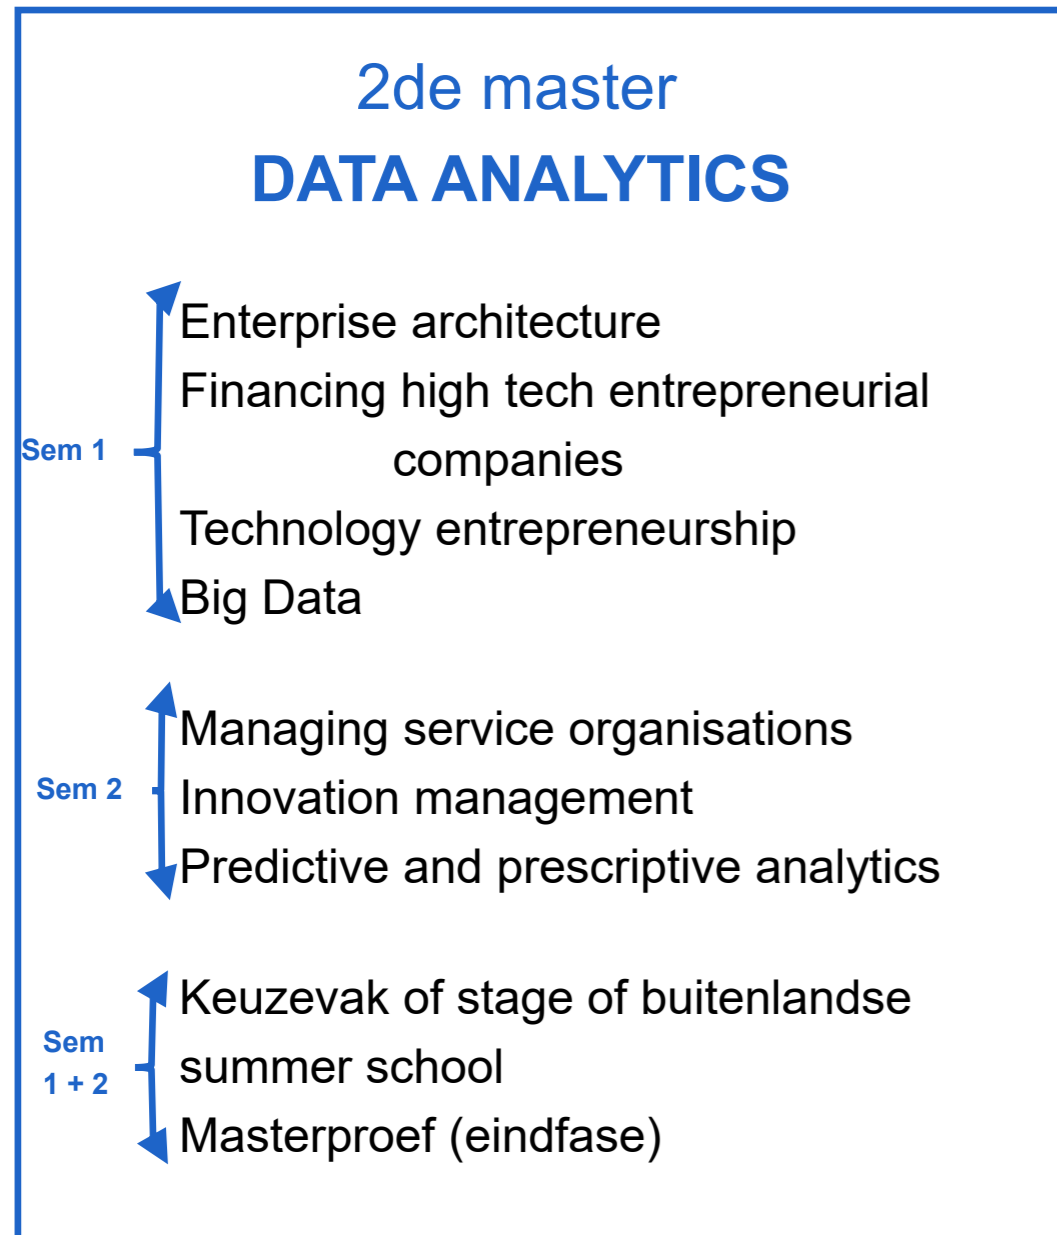 2de master
DATA ANALYTICS
Sem 1
Enterprise architecture
Financing high tech entrepreneurial
companies
Technology entrepreneurship
Big Data
Sem 2
Managing service organisations
Innovation management
Predictive and prescriptive analytics
Sem
1 + 2
Keuzevak of stage of buitenlandse
summer school
Masterproef (eindfase)